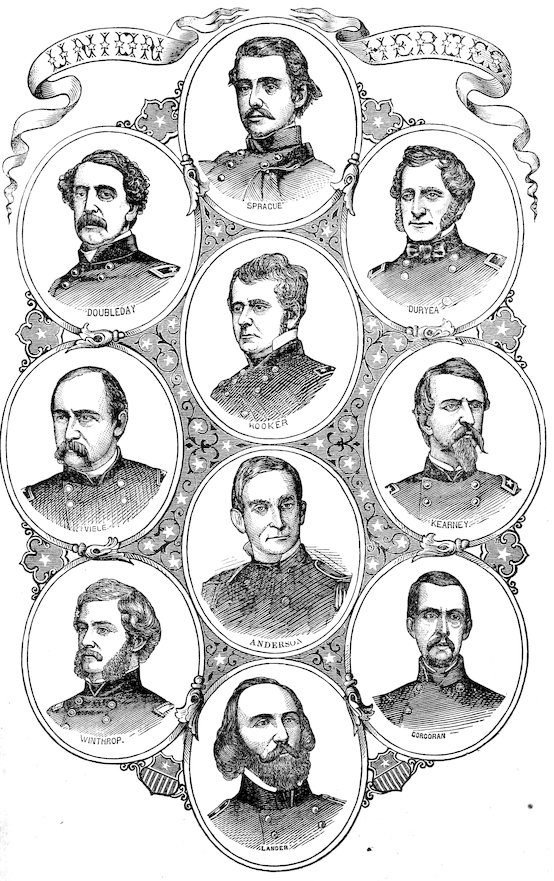 UNION HEROES.
SPRAGUE
DOUBLEDAY
DURYEA
HOOKER
VIELE
KEARNEY.
ANDERSON
WINTHROP.
CORCORAN
LANDER